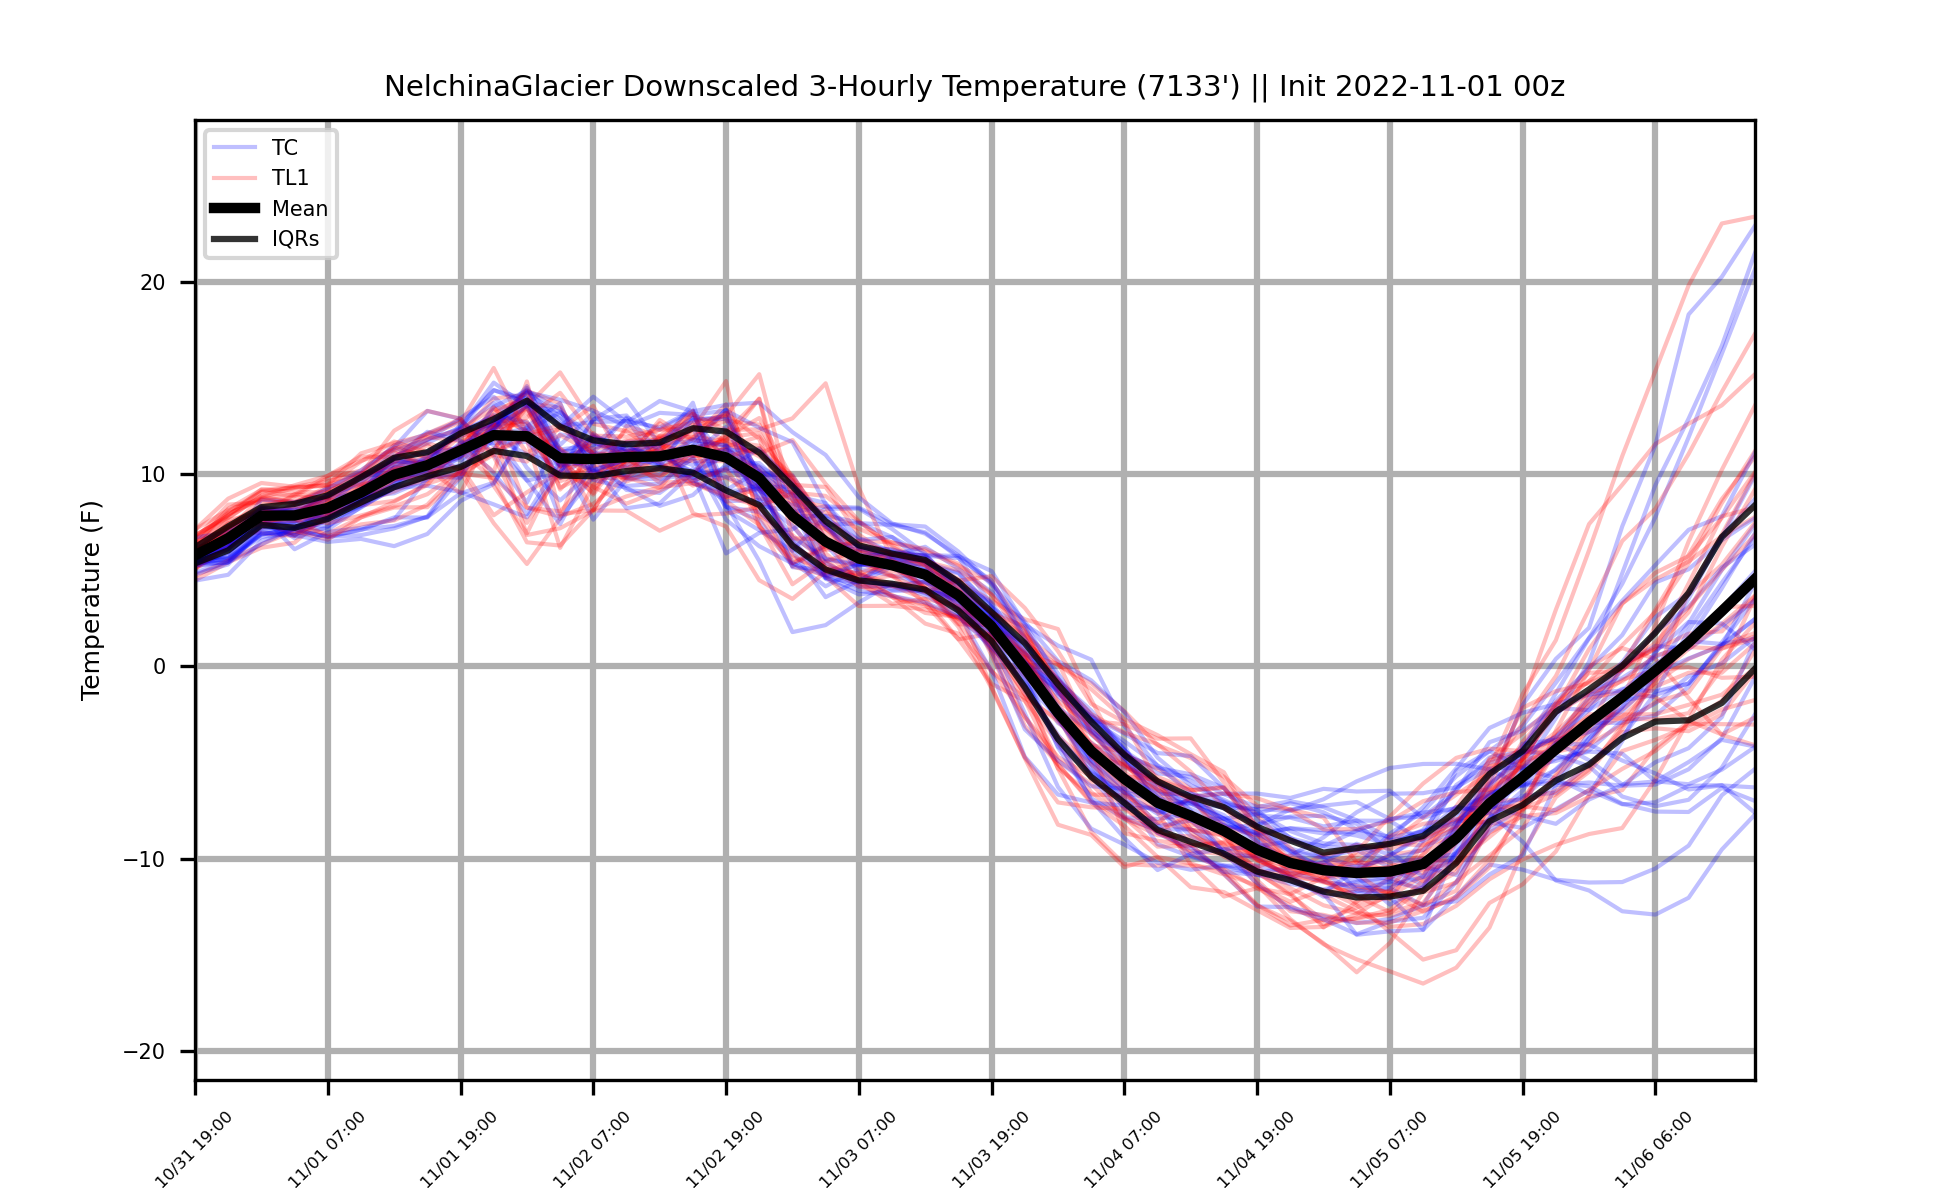 NelchinaGlacier Downscaled 3-Hourly Temperature (7133') || Init 2022-11-01 00z
TC
TL1
Mean
IQRs
Temperature (F)
20
10
0
−10
−20
10/31 19:00
11/01 07:00
11/01 19:00
11/02 07:00
11/02 19:00
11/03 07:00
11/03 19:00
11/04 07:00
11/04 19:00
11/05 07:00
11/05 19:00
11/06 06:00